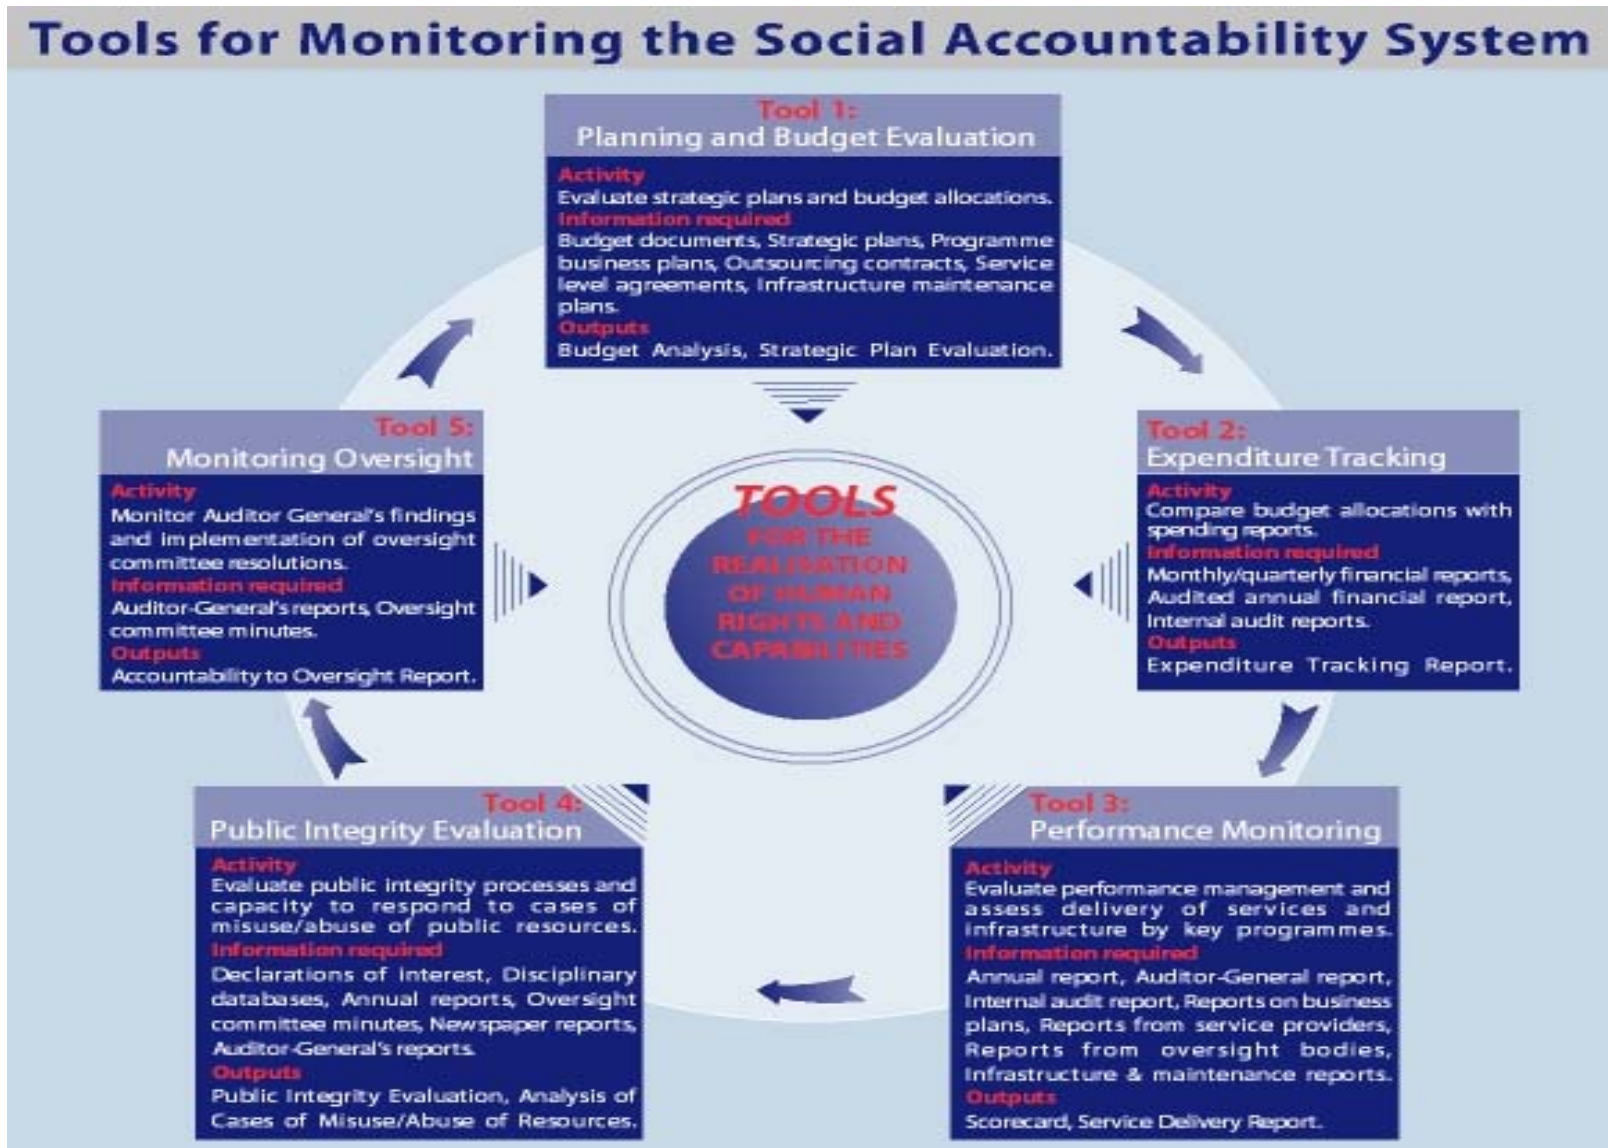 Tools for Monitoring the Social Accountability System
Tool 1:
Planning and Budget Evaluation
Activity
Evaluate strategic plans and budget allocations.
Information required
Budget documents, Strategic plans, Programme
business plans, Outsourcing contracts, Service
level agreements, Infrastructure maintenance
plans.
Outputs
Budget Analysis, Strategic Plan Evaluation.
Tool 2:
Expenditure Tracking
Activity
Compare budget allocations with
spending reports.
Information required
Monthly/quarterly financial reports,
Audited annual financial report,
Internal audit reports.
Outputs
Expenditure Tracking Report.
Tool 3:
Performance Monitoring
Activity
Evaluate performance management and
assess delivery of services and
infrastructure by key programmes.
Information required
Annual report, Auditor-General report,
Internal audit report, Reports on business
plans, Reports from service providers,
Reports from oversight bodies,
Infrastructure & maintenance reports.
Outputs
Scorecard, Service Delivery Report.
Tool 4:
Public Integrity Evaluation
Activity
Evaluate public integrity processes and
capacity to respond to cases of
misuse/abuse of public resources.
Information required
Declarations of interest, Disciplinary
databases, Annual reports, Oversight
committee minutes, Newspaper reports,
Auditor-General's reports.
Outputs
Public Integrity Evaluation, Analysis of
Cases of Misuse/Abuse of Resources.
Tool 5:
Monitoring Oversight
Activity
Monitor Auditor General's findings
and implementation of oversight
committee resolutions.
Information required
Auditor-General's reports, Oversight
committee minutes.
Outputs
Accountability to Oversight Report.
TOOLS
FOR THE
REALISATION
OF HUMAN
RIGHTS AND
CAPABILITIES